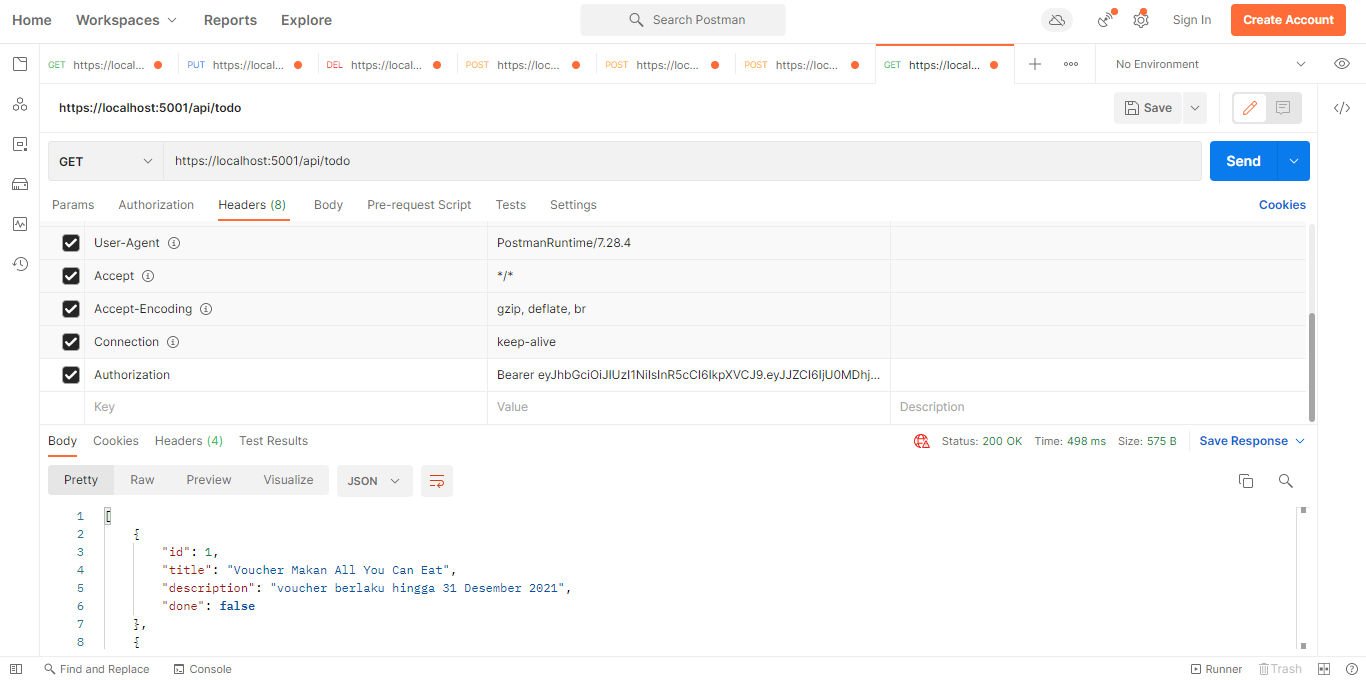 Home Workspaces Reports Explore Search Postman Sign In Create Account
GET https://local... PUT https://local... DEL https://local... POST https://loc... POST https://loc... POST https://loc... GET https://local... No Environment
https://localhost:5001/api/todo Save
GET https://localhost:5001/api/todo Send
Params Authorization Headers (8) Body Pre-request Script Tests Settings Cookies
User-Agent PostmanRuntime/7.28.4
Accept */*
Accept-Encoding gzip, deflate, br
Connection keep-alive
Authorization Bearer eyJhbGciOiJIUzI1NiIsInR5cCI6IkpXVCJ9.eyJJZCI6IjU0MDhj...
Key Value Description
Body Cookies Headers (4) Test Results Status: 200 OK Time: 498 ms Size: 575 B Save Response
Pretty Raw Preview Visualize JSON
1 [
2 {
3 "id": 1,
4 "title": "Voucher Makan All You Can Eat",
5 "description": "voucher berlaku hingga 31 Desember 2021",
6 "done": false
7 },
8 {
Find and Replace Console Runner Trash